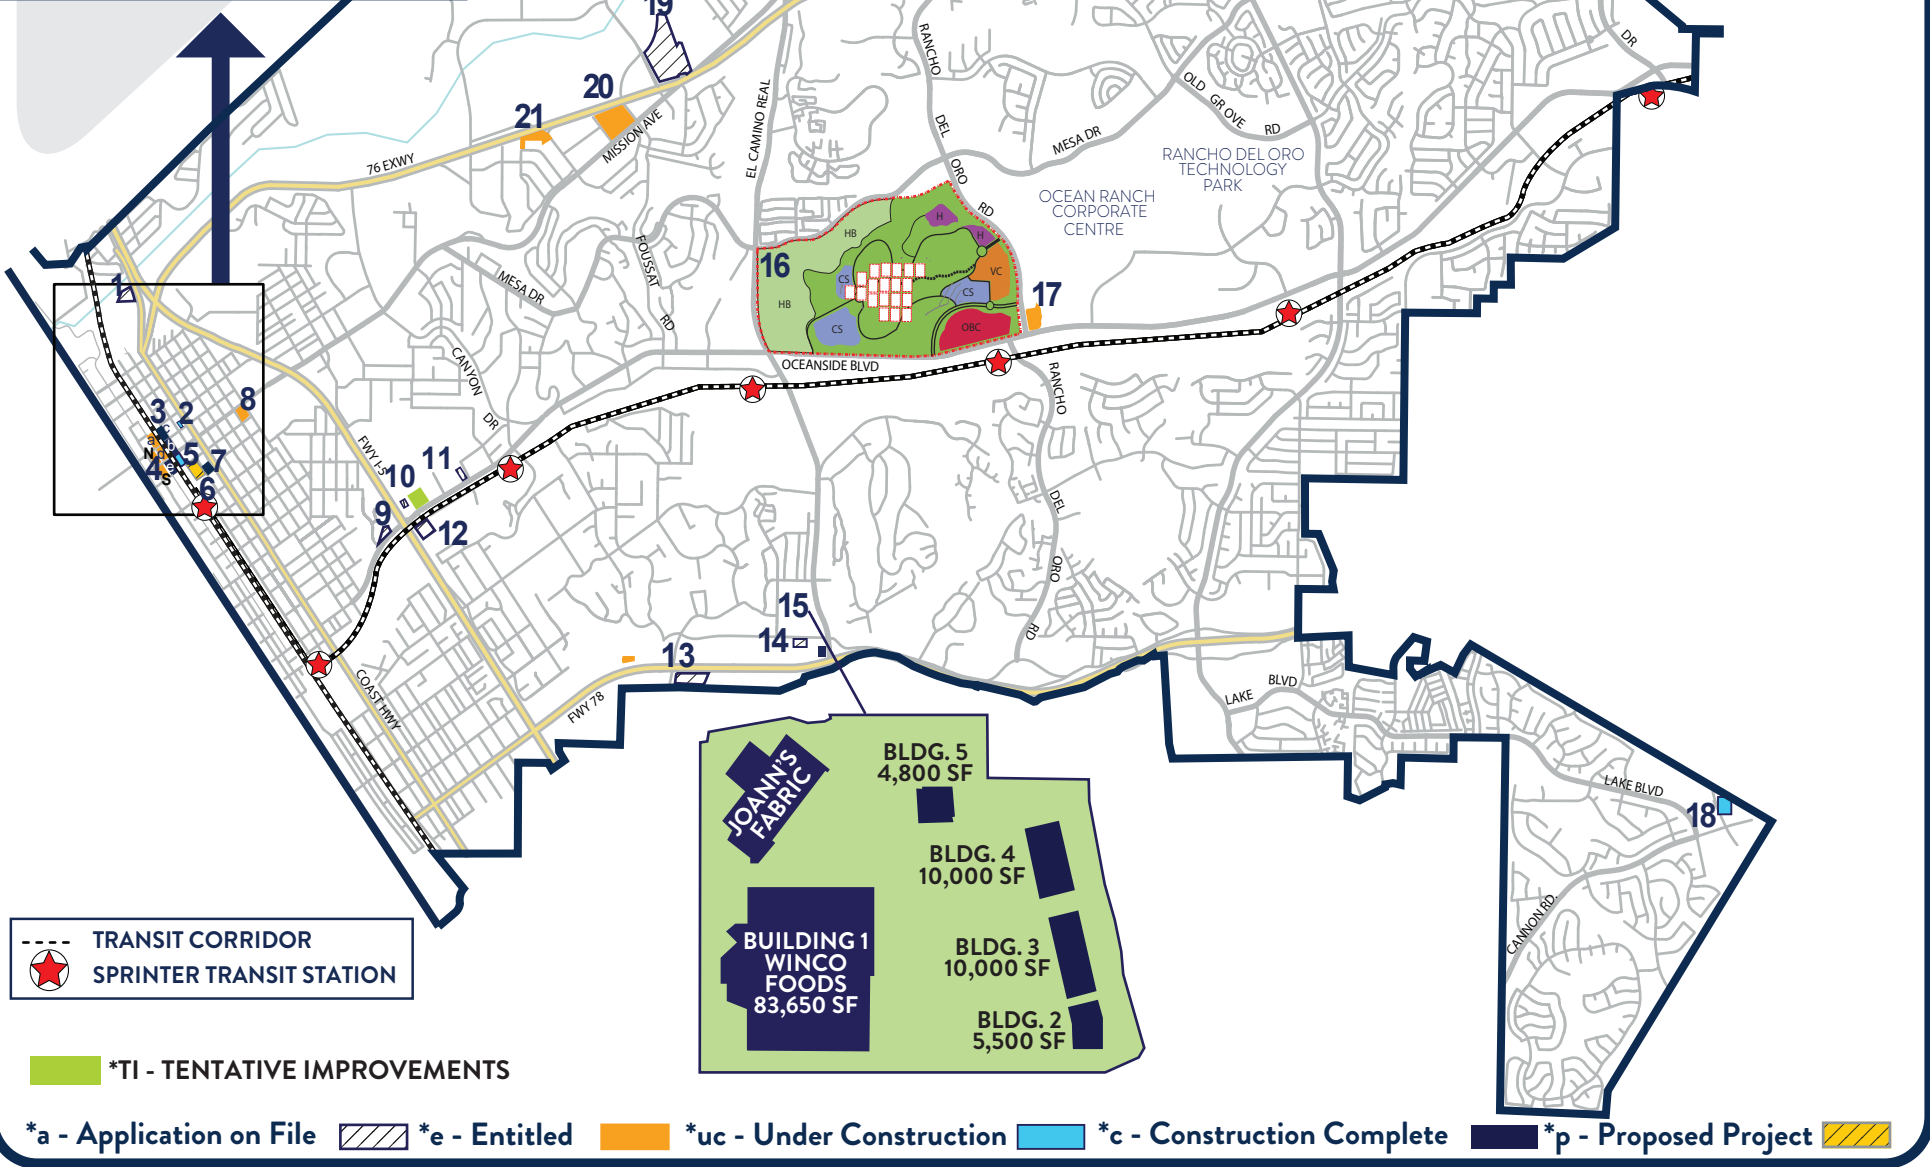 19
20
21
76 EXWY
MISSION AVE
EL CAMINO REAL
RANCHO
DEL
ORO
RD
MESA DR
OLD GROVE
RD
DR
RANCHO DEL ORO
TECHNOLOGY
PARK
OCEAN RANCH
CORPORATE
CENTRE
1
MESA DR
FOUSSAT
RD
16
HB
HB
H
H
VC
CS
CS
CS
OBC
17
OCEANSIDE BLVD
CANYON
DR
FWY I-5
3
2
8
a
N
5
7
4
S
6
10
11
9
12
RANCHO
DEL
ORO
RD
15
14
13
COAST HWY
FWY 78
LAKE
BLVD
LAKE BLVD
18
CANNON RD.
JOANN'S
FABRIC
BLDG. 5
4,800 SF
BLDG. 4
10,000 SF
BUILDING 1
WINCO
FOODS
83,650 SF
BLDG. 3
10,000 SF
BLDG. 2
5,500 SF
TRANSIT CORRIDOR
SPRINTER TRANSIT STATION
*TI - TENTATIVE IMPROVEMENTS
*a - Application on File
*e - Entitled
*uc - Under Construction
*c - Construction Complete
*p - Proposed Project